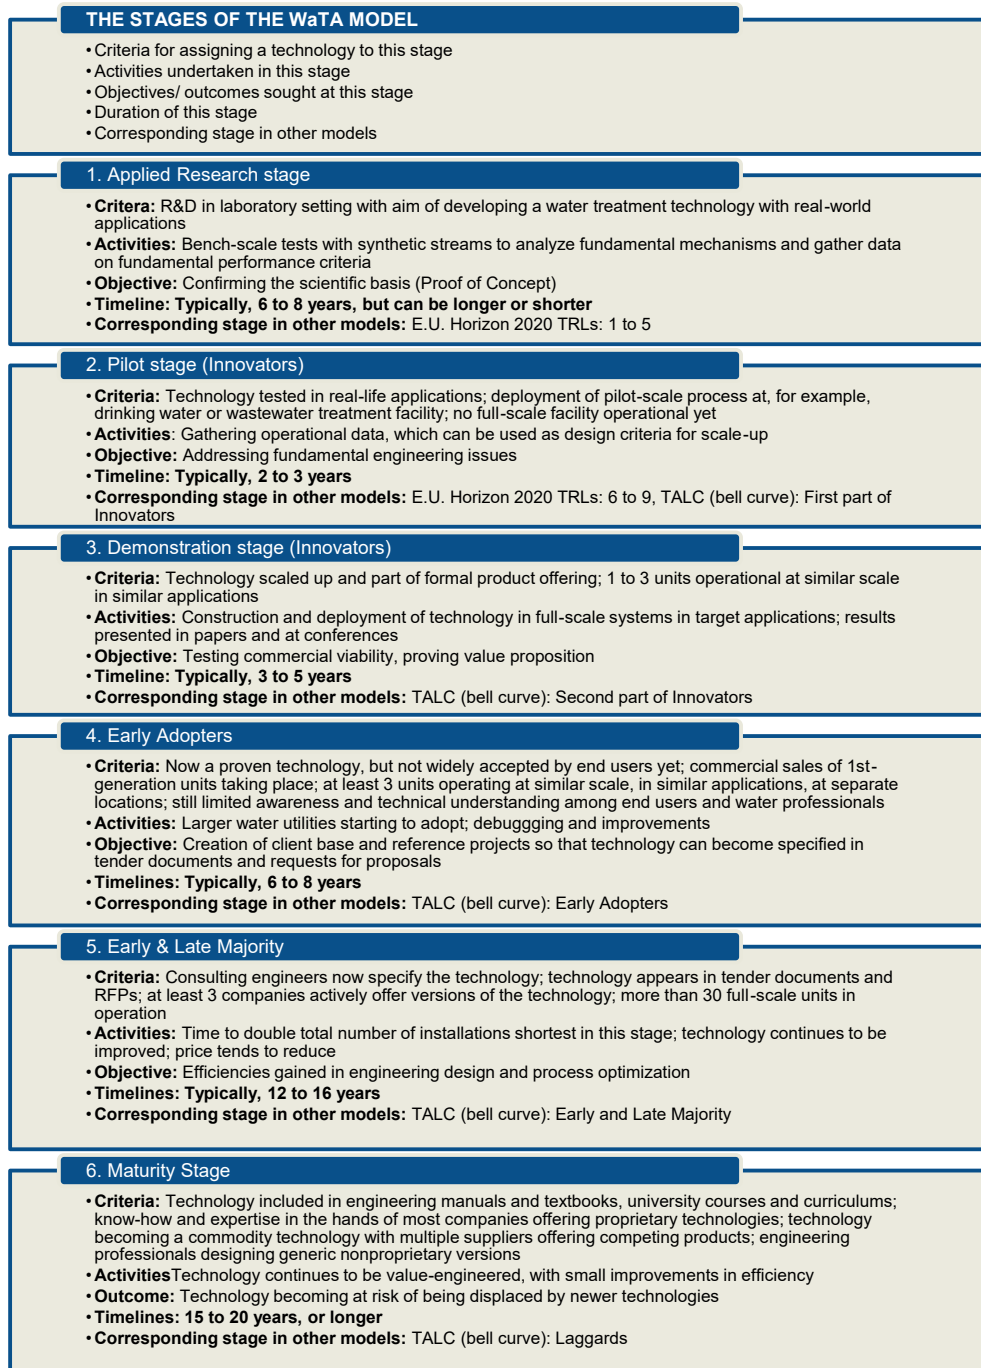 THE STAGES OF THE WaTA MODEL
• Criteria for assigning a technology to this stage
• Activities undertaken in this stage
• Objectives/ outcomes sought at this stage
• Duration of this stage
• Corresponding stage in other models
1. Applied Research stage
• Critera: R&D in laboratory setting with aim of developing a water treatment technology with real-world
applications
• Activities: Bench-scale tests with synthetic streams to analyze fundamental mechanisms and gather data
on fundamental performance criteria
• Objective: Confirming the scientific basis (Proof of Concept)
• Timeline: Typically, 6 to 8 years, but can be longer or shorter
• Corresponding stage in other models: E.U. Horizon 2020 TRLs: 1 to 5
2. Pilot stage (Innovators)
• Criteria: Technology tested in real-life applications; deployment of pilot-scale process at, for example,
drinking water or wastewater treatment facility; no full-scale facility operational yet
• Activities: Gathering operational data, which can be used as design criteria for scale-up
• Objective: Addressing fundamental engineering issues
• Timeline: Typically, 2 to 3 years
• Corresponding stage in other models: E.U. Horizon 2020 TRLs: 6 to 9, TALC (bell curve): First part of
Innovators
3. Demonstration stage (Innovators)
• Criteria: Technology scaled up and part of formal product offering; 1 to 3 units operational at similar scale
in similar applications
• Activities: Construction and deployment of technology in full-scale systems in target applications; results
presented in papers and at conferences
• Objective: Testing commercial viability, proving value proposition
• Timeline: Typically, 3 to 5 years
• Corresponding stage in other models: TALC (bell curve): Second part of Innovators
4. Early Adopters
• Criteria: Now a proven technology, but not widely accepted by end users yet; commercial sales of 1st-
generation units taking place; at least 3 units operating at similar scale, in similar applications, at separate
locations; still limited awareness and technical understanding among end users and water professionals
• Activities: Larger water utilities starting to adopt; debuggging and improvements
• Objective: Creation of client base and reference projects so that technology can become specified in
tender documents and requests for proposals
• Timelines: Typically, 6 to 8 years
• Corresponding stage in other models: TALC (bell curve): Early Adopters
5. Early & Late Majority
• Criteria: Consulting engineers now specify the technology; technology appears in tender documents and
RFPs; at least 3 companies actively offer versions of the technology; more than 30 full-scale units in
operation
• Activities: Time to double total number of installations shortest in this stage; technology continues to be
improved; price tends to reduce
• Objective: Efficiencies gained in engineering design and process optimization
• Timelines: Typically, 12 to 16 years
• Corresponding stage in other models: TALC (bell curve): Early and Late Majority
6. Maturity Stage
• Criteria: Technology included in engineering manuals and textbooks, university courses and curriculums;
know-how and expertise in the hands of most companies offering proprietary technologies; technology
becoming a commodity technology with multiple suppliers offering competing products; engineering
professionals designing generic nonproprietary versions
• ActivitiesTechnology continues to be value-engineered, with small improvements in efficiency
• Outcome: Technology becoming at risk of being displaced by newer technologies
• Timelines: 15 to 20 years, or longer
• Corresponding stage in other models: TALC (bell curve): Laggards